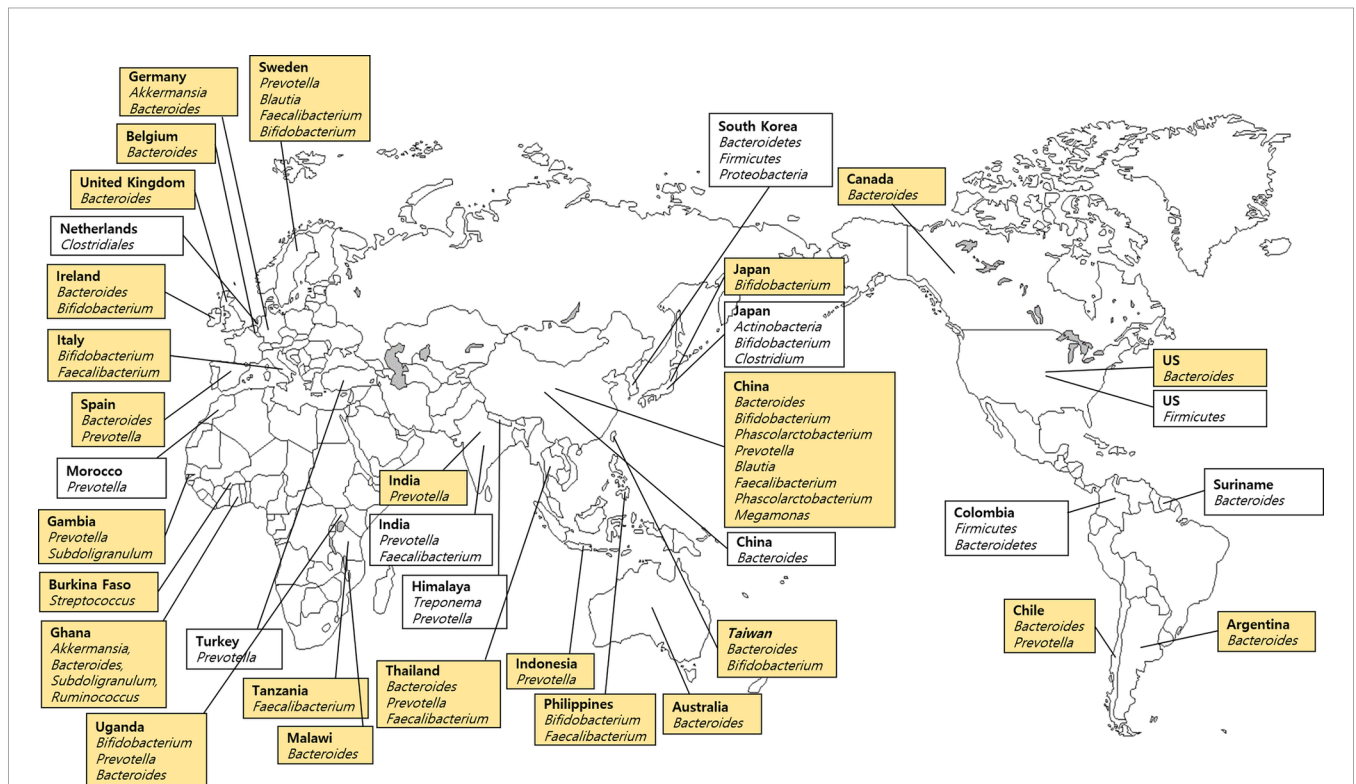 Germany
Akkermansia
Bacteroides
Sweden
Prevotella
Blautia
Faecalibacterium
Bifidobacterium
Belgium
Bacteroides
United Kingdom
Bacteroides
Netherlands
Clostridiales
Ireland
Bacteroides
Bifidobacterium
Italy
Bifidobacterium
Faecalibacterium
Spain
Bacteroides
Prevotella
Morocco
Prevotella
Gambia
Prevotella
Subdoligranulum
Burkina Faso
Streptococcus
Ghana
Akkermansia,
Bacteroides,
Subdoligranulum,
Ruminococcus
Uganda
Bifidobacterium
Prevotella
Bacteroides
Turkey
Prevotella
Tanzania
Faecalibacterium
Malawi
Bacteroides
India
Prevotella
India
Prevotella
Faecalibacterium
Himalaya
Treponema
Prevotella
Thailand
Bacteroides
Prevotella
Faecalibacterium
Indonesia
Prevotella
Philippines
Bifidobacterium
Faecalibacterium
Australia
Bacteroides
Taiwan
Bacteroides
Bifidobacterium
South Korea
Bacteroidetes
Firmicutes
Proteobacteria
Japan
Bifidobacterium
Japan
Actinobacteria
Bifidobacterium
Clostridium
China
Bacteroides
Bifidobacterium
Phascolarctobacterium
Prevotella
Blautia
Faecalibacterium
Phascolarctobacterium
Megamonas
China
Bacteroides
Canada
Bacteroides
US
Bacteroides
US
Firmicutes
Suriname
Bacteroides
Colombia
Firmicutes
Bacteroidetes
Chile
Bacteroides
Prevotella
Argentina
Bacteroides